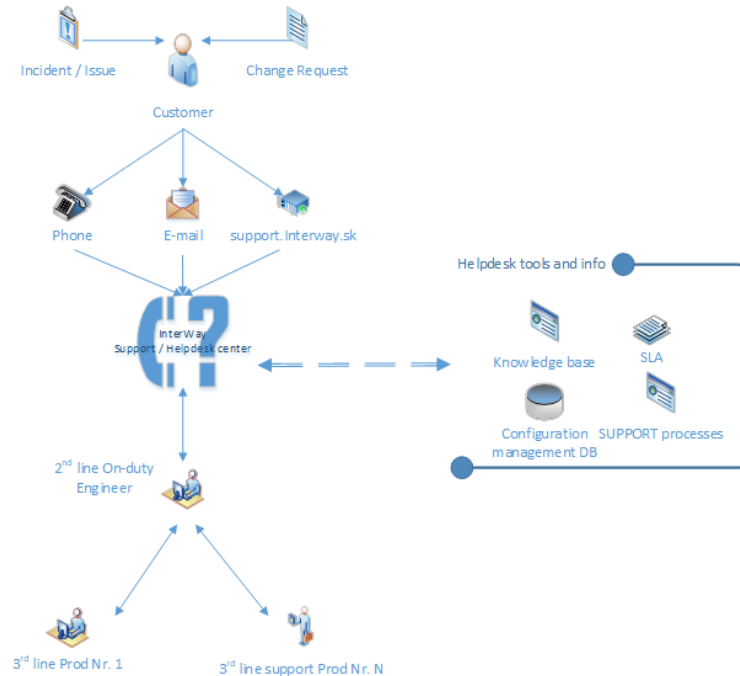 Incident / Issue
Change Request
Customer
Phone
E-mail
support.Interway.sk
InterWay
Support / Helpdesk center
Helpdesk tools and info
Knowledge base
SLA
Configuration
management DB
SUPPORT processes
2nd line On-duty
Engineer
3rd line Prod Nr. 1
3rd line support Prod Nr. N